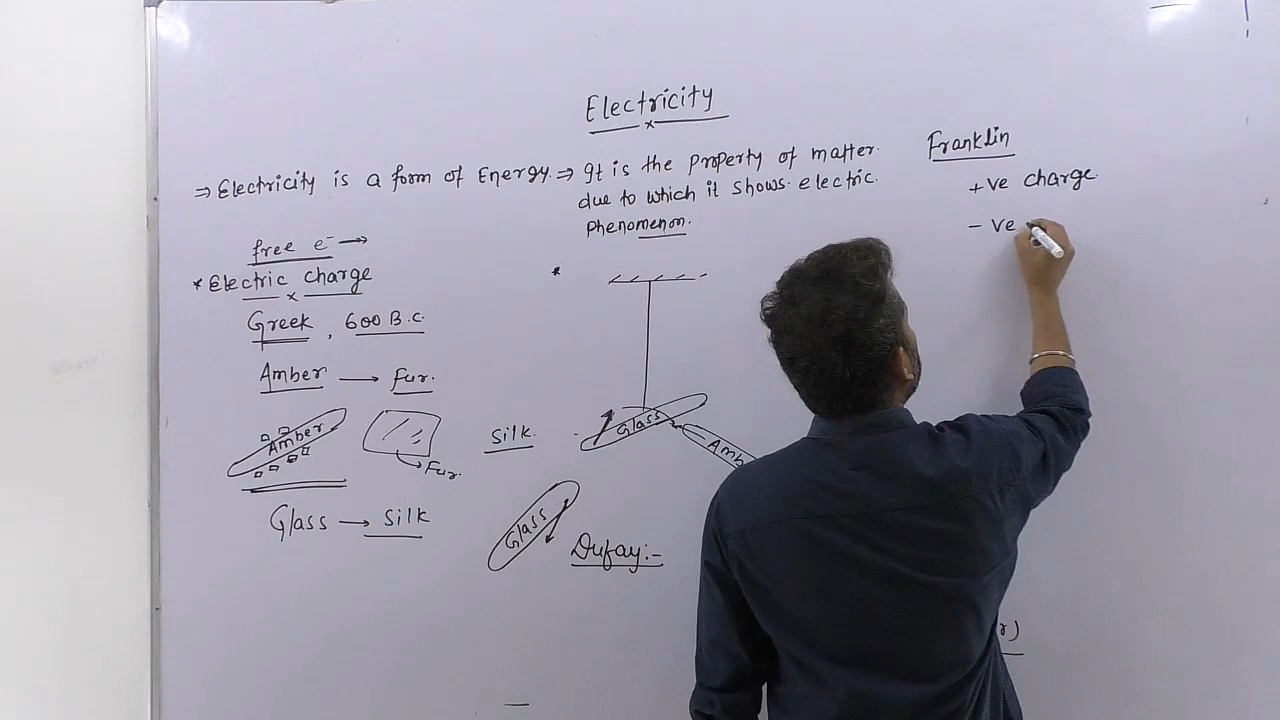 Electricity
⇒ Electricity is a form of Energy.
⇒ It is the Property of matter.
due to which it shows. electric.
Phenomenon.
free e⁻ →
* Electric charge
Greek , 600 B.C.
Amber → Fur.
Amber
Fur.
Glass → Silk
*
Silk.
Glass
Amb
Glass
Dufay:-
Franklin
+ve charge.
- ve